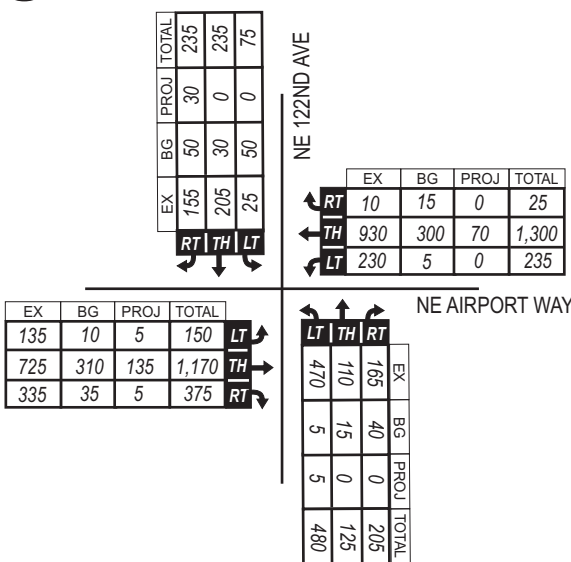 TOTAL 235 235 75
PROJ 30 0 0
BG 50 30 50
EX 155 205 25
RT TH LT
NE 122ND AVE
EX BG PROJ TOTAL
RT 10 15 0 25
TH 930 300 70 1,300
LT 230 5 0 235
NE AIRPORT WAY
EX BG PROJ TOTAL
135 10 5 150 LT
725 310 135 1,170 TH
335 35 5 375 RT
LT TH RT
470 110 165 EX
5 15 40 BG
5 0 0 PROJ
480 125 205 TOTAL